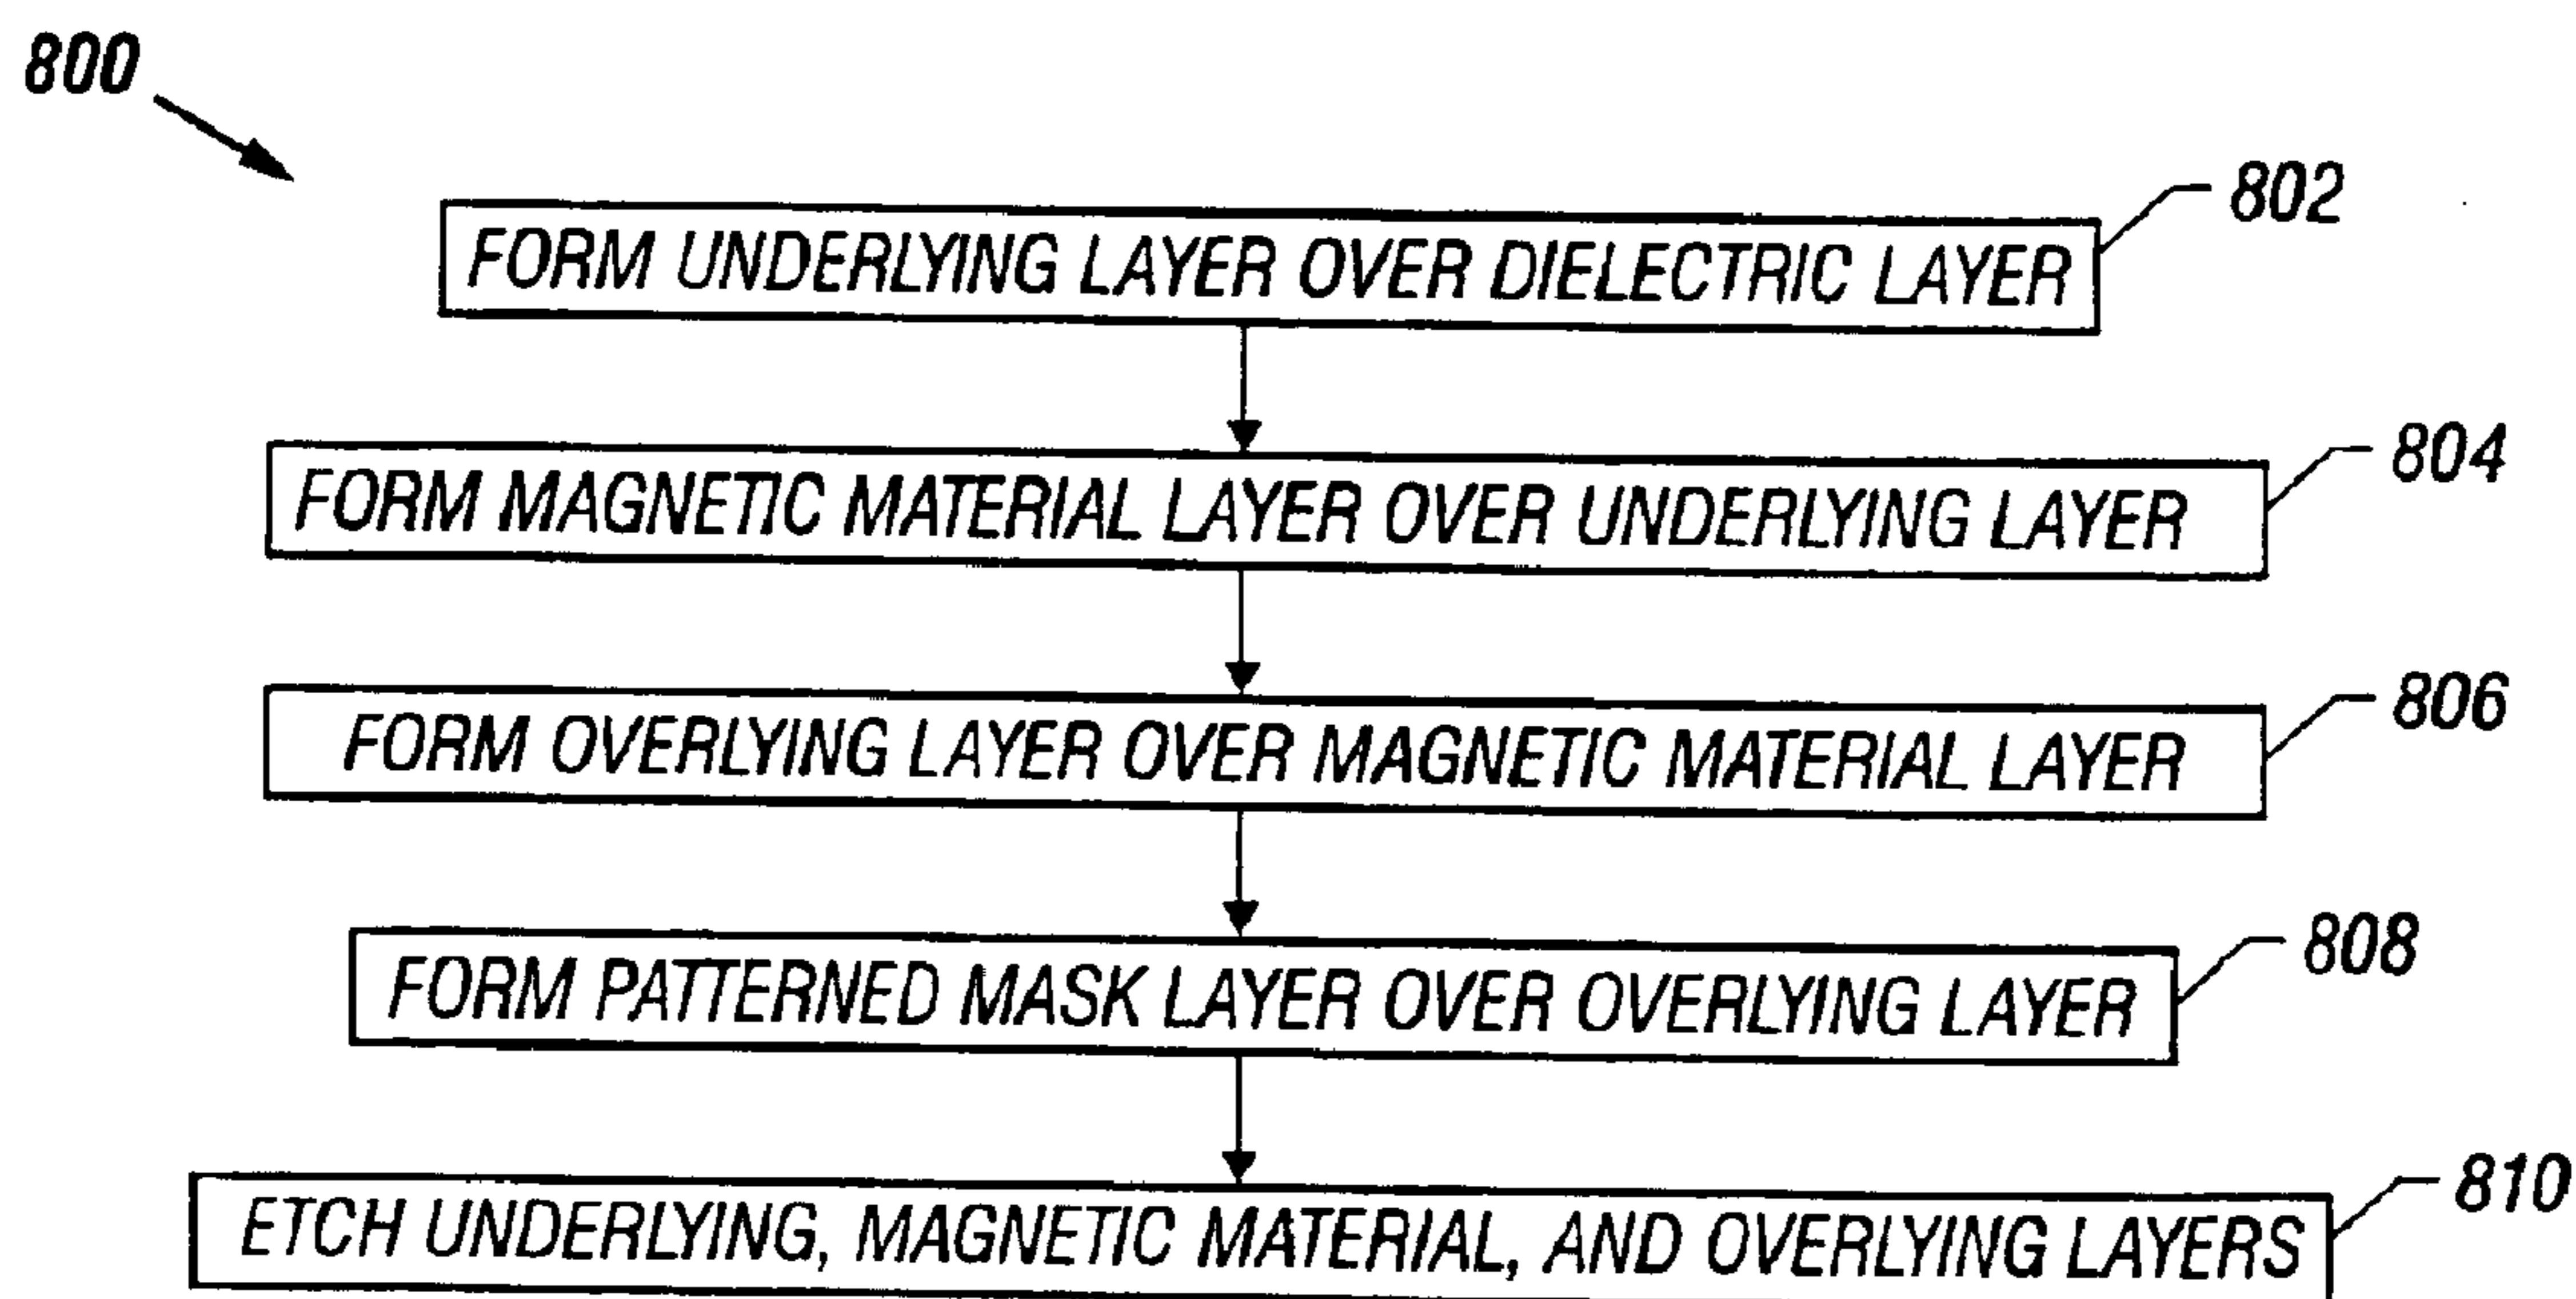 800
FORM UNDERLYING LAYER OVER DIELECTRIC LAYER
802
FORM MAGNETIC MATERIAL LAYER OVER UNDERLYING LAYER
804
FORM OVERLYING LAYER OVER MAGNETIC MATERIAL LAYER
806
FORM PATTERNED MASK LAYER OVER OVERLYING LAYER
808
ETCH UNDERLYING, MAGNETIC MATERIAL, AND OVERLYING LAYERS
810